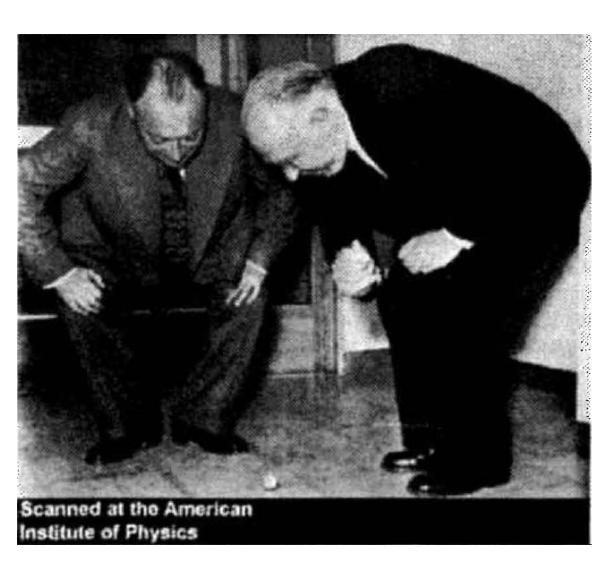 Scanned at the American
Institute of Physics